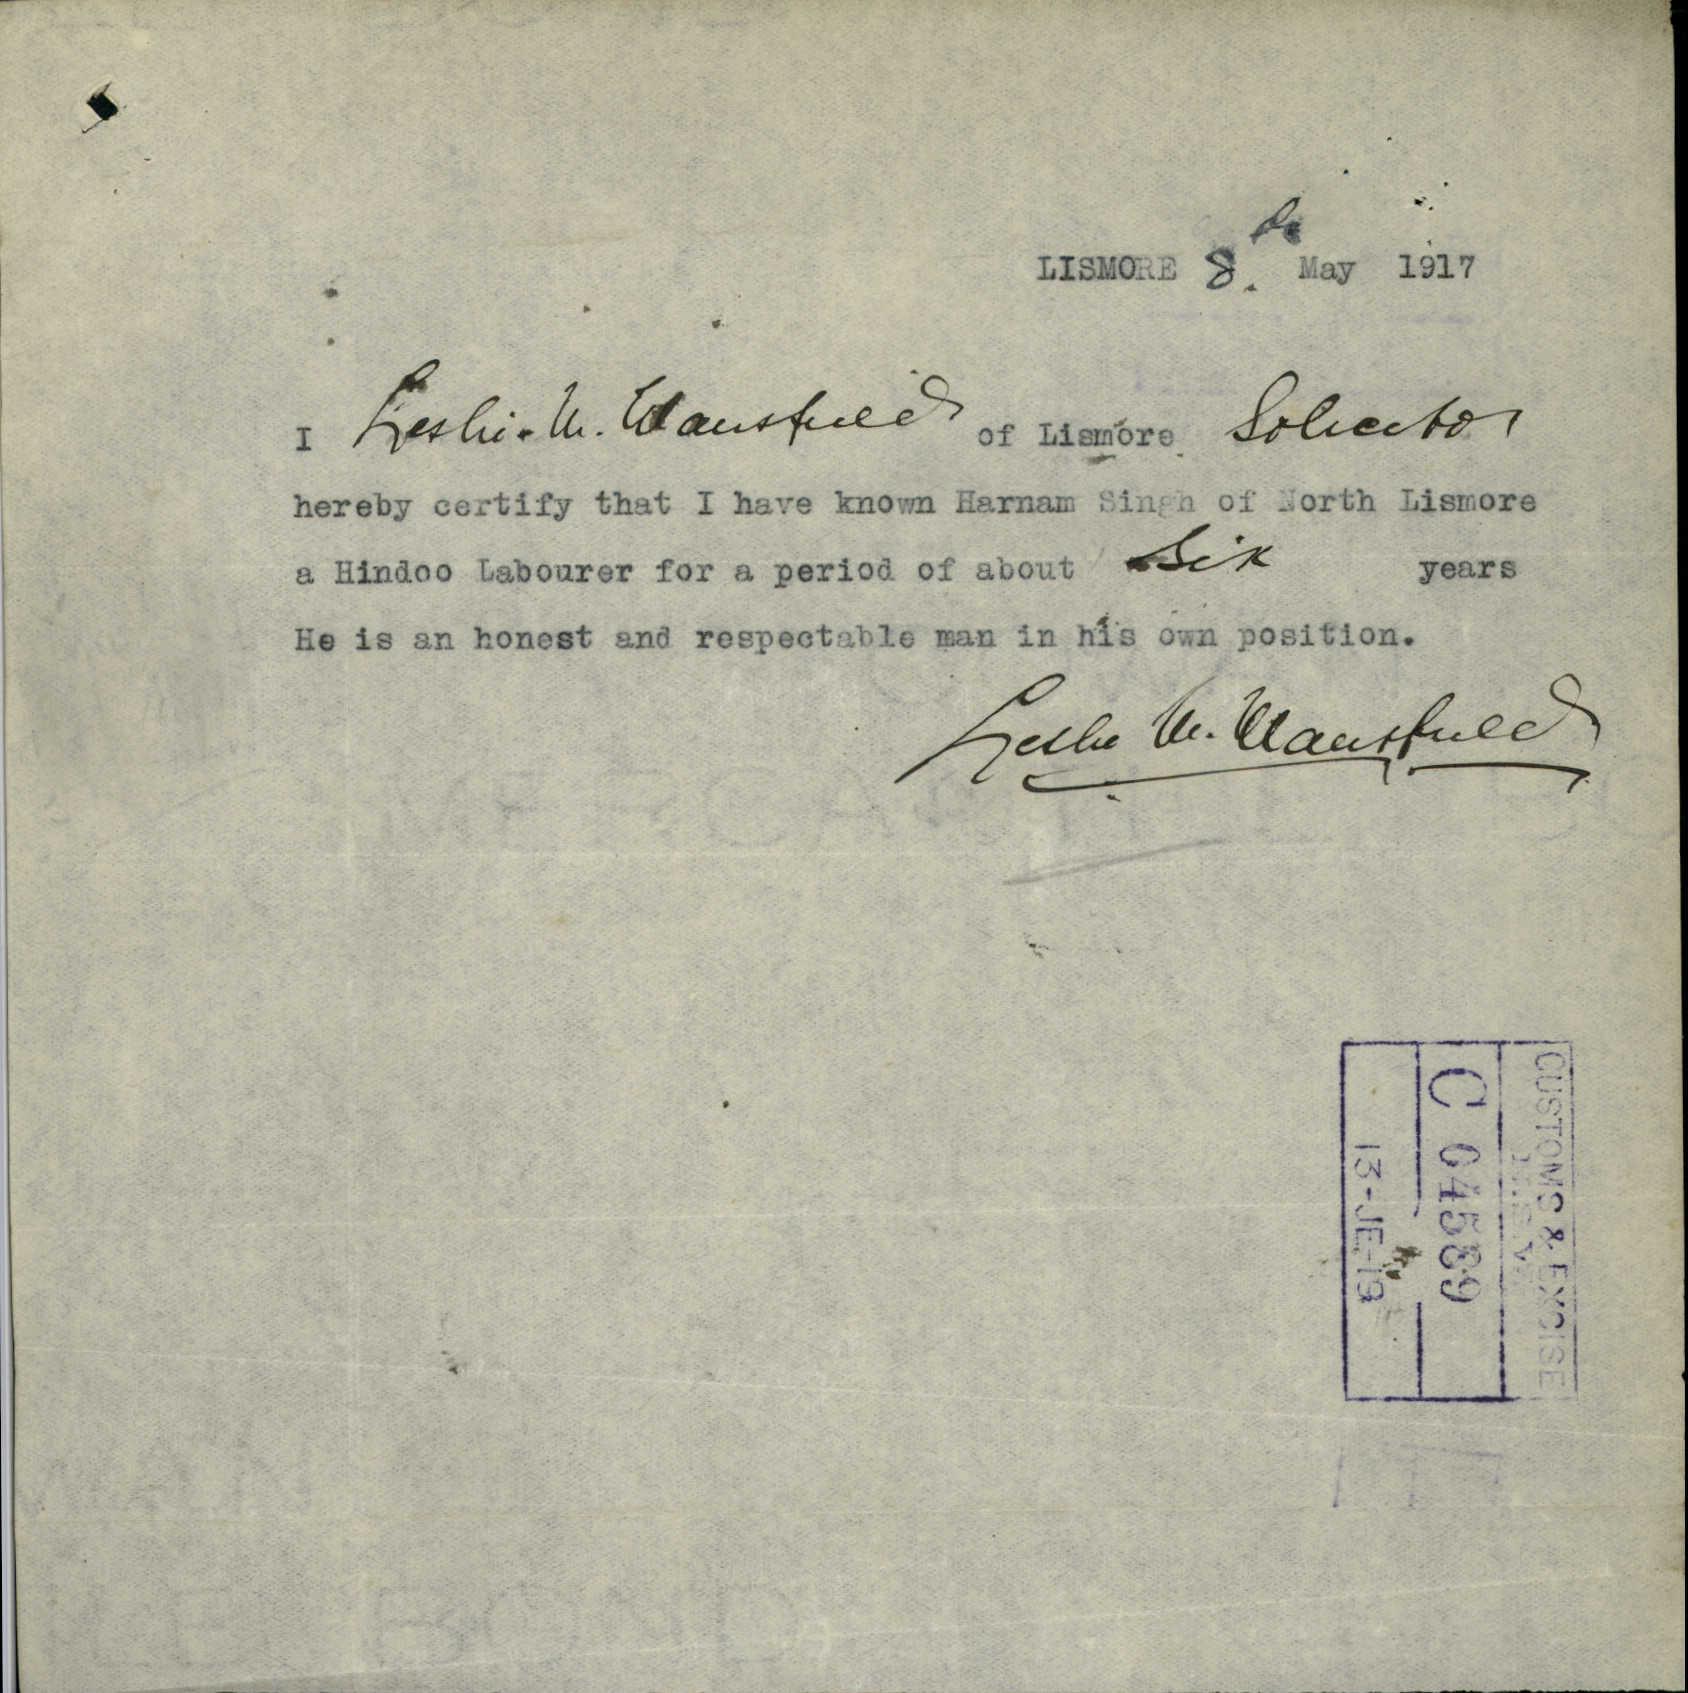 LISMORE 8th May 1917
I Leslie W. Mansfield of Lismore Solicitor
hereby certify that I have known Harnam Singh of North Lismore
a Hindoo Labourer for a period of about Six years
He is an honest and respectable man in his own position.
Leslie W. Mansfield
CUSTOMS & EXCISE
N.S.W.
C 04589
13-JE-19